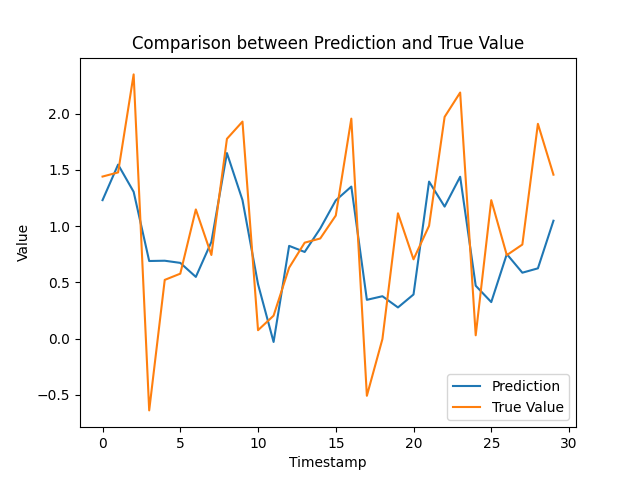 Comparison between Prediction and True Value
2.0
1.5
1.0
0.5
0.0
−0.5
Value
0 5 10 15 20 25 30
Timestamp
Prediction
True Value